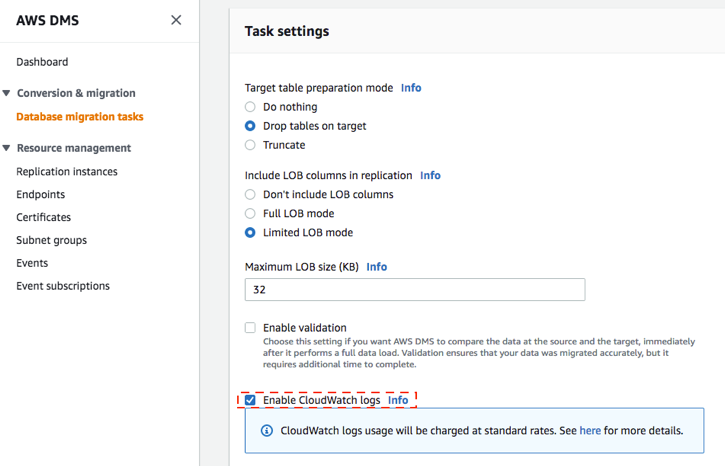 AWS DMS
Dashboard
Conversion & migration
Database migration tasks
Resource management
Replication instances
Endpoints
Certificates
Subnet groups
Events
Event subscriptions
Task settings
Target table preparation mode Info
Do nothing
Drop tables on target
Truncate
Include LOB columns in replication Info
Don't include LOB columns
Full LOB mode
Limited LOB mode
Maximum LOB size (KB) Info
32
Enable validation
Choose this setting if you want AWS DMS to compare the data at the source and the target, immediately
after it performs a full data load. Validation ensures that your data was migrated accurately, but it
requires additional time to complete.
Enable CloudWatch logs Info
CloudWatch logs usage will be charged at standard rates. See here for more details.